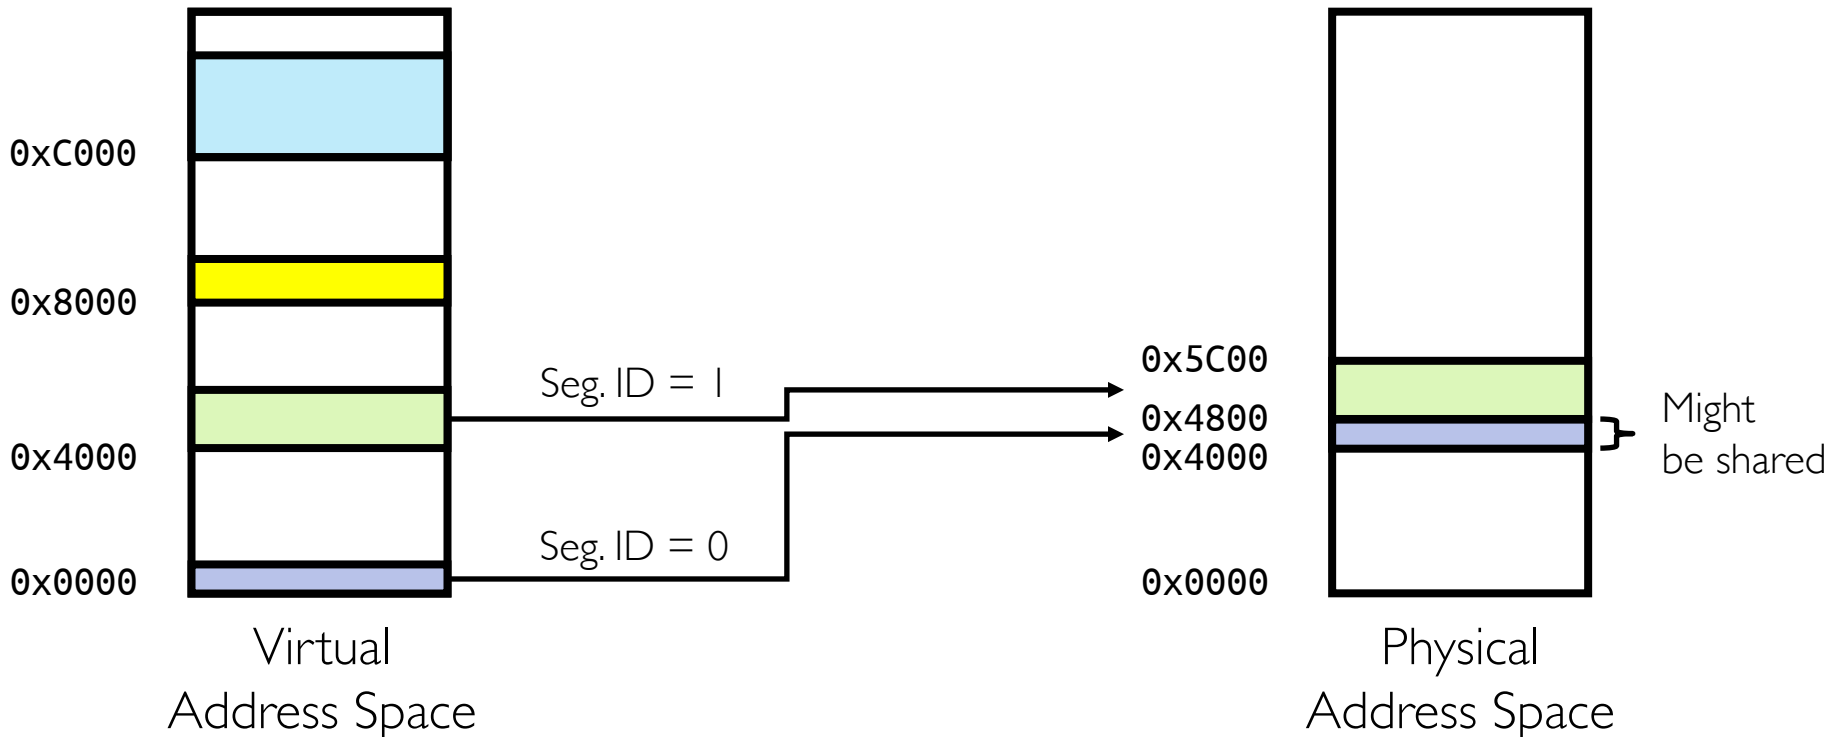 0xC000
0x8000
0x4000
0x0000
Seg. ID = 1
Seg. ID = 0
Virtual
Address Space
0x5C00
0x4800
0x4000
0x0000
Might
be shared
Physical
Address Space